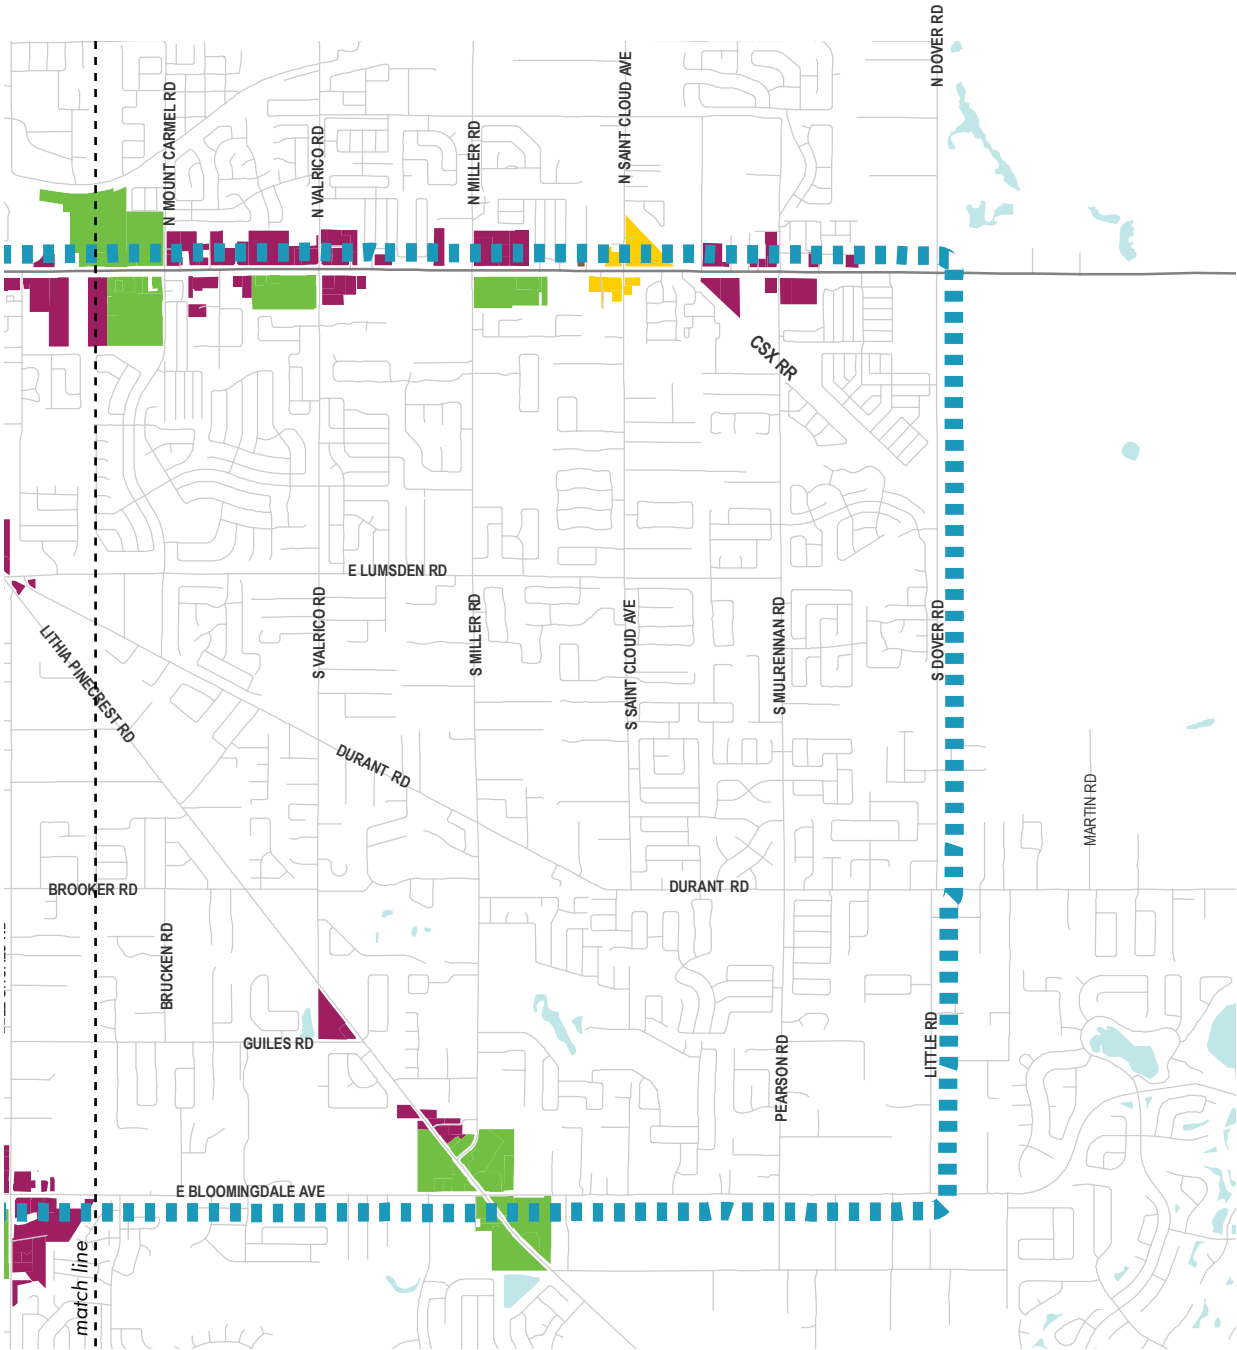 N DOVER RD
N SAINT CLOUD AVE
N MOUNT CARMEL RD
N VALRICO RD
N MILLER RD
CSX RR
E LUMSDEN RD
S VALRICO RD
S MILLER RD
S SAINT CLOUD AVE
S MULRENNAN RD
S DOVER RD
LITHIA PINECREST RD
DURANT RD
MARTIN RD
BROOKER RD
DURANT RD
BRUCKEN RD
GUILES RD
PEARSON RD
LITTLE RD
E BLOOMINGDALE AVE
match line